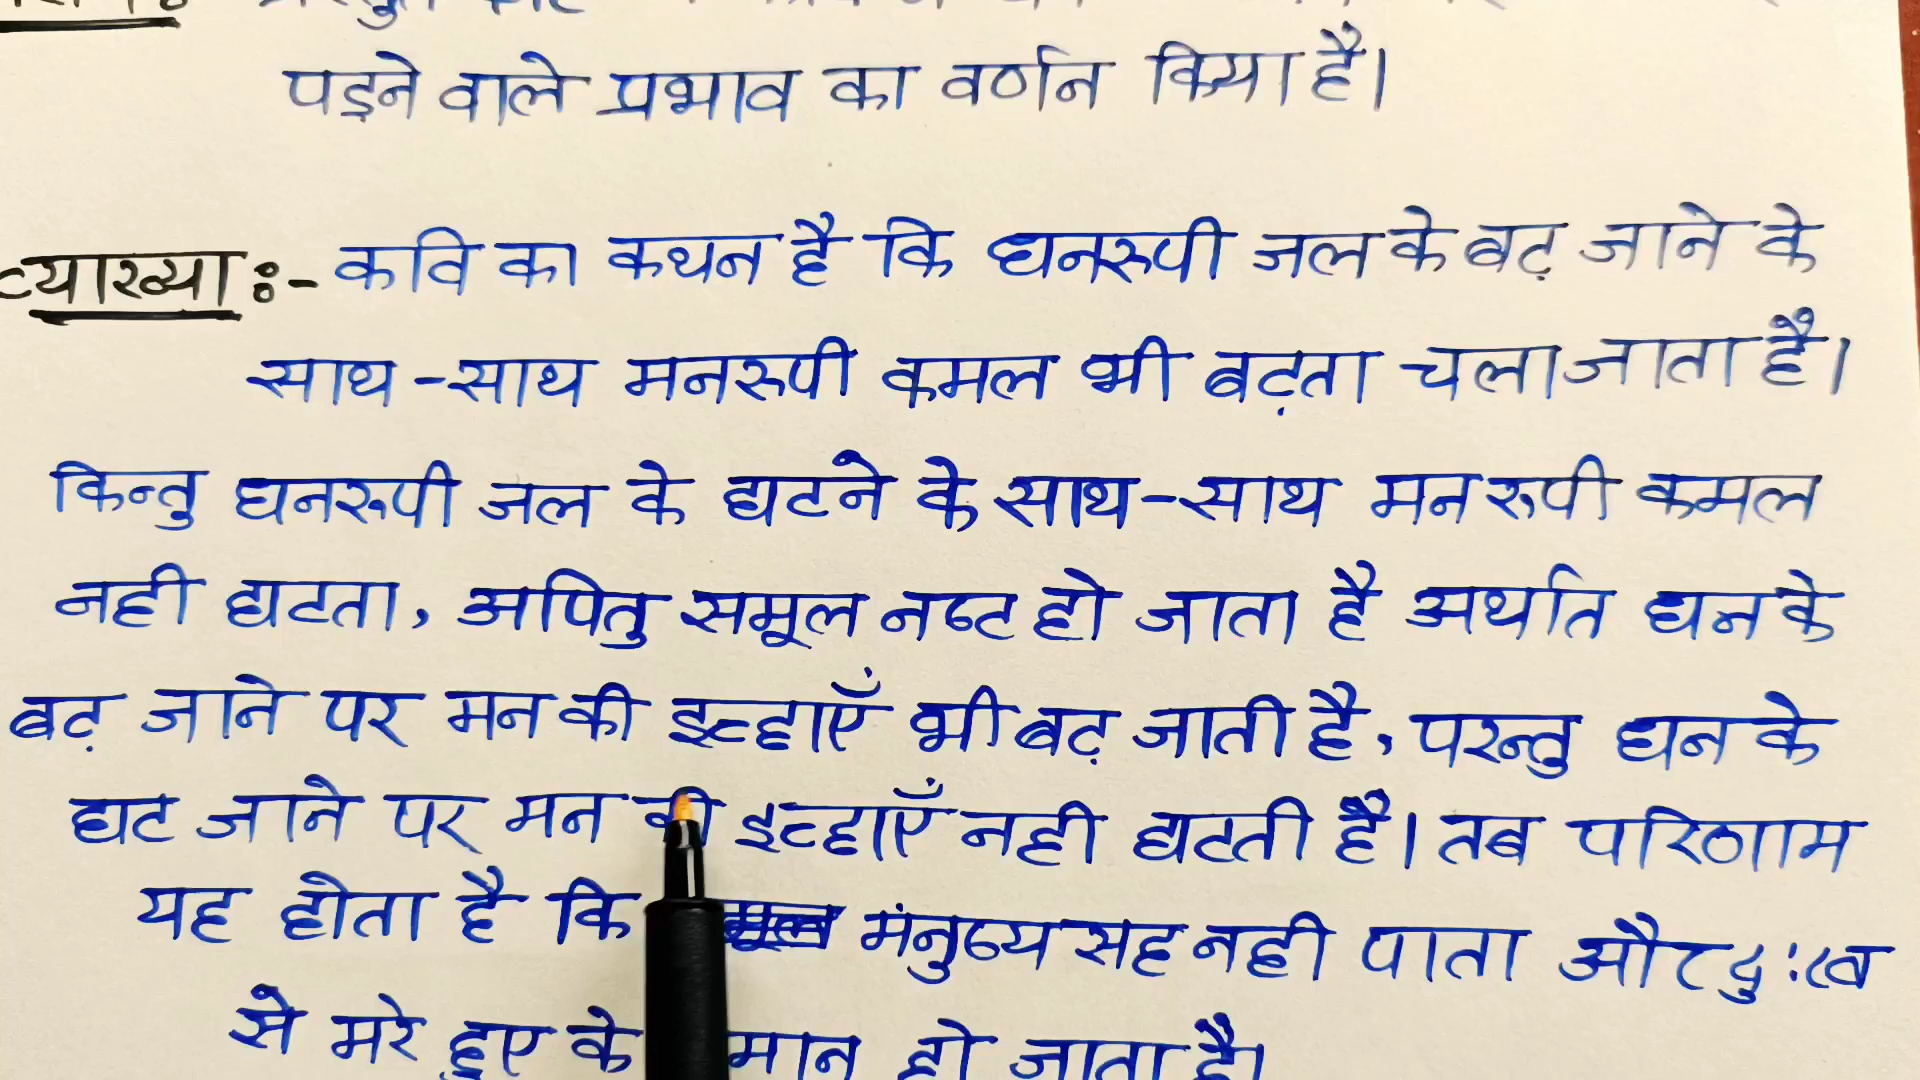 पड़ने वाले प्रभाव का वर्णन किया है।
व्याख्या :- कवि का कथन है कि धनरुपी जल के बढ़ जाने के
साथ-साथ मनरुपी कमल भी बढ़ता चला जाता है।
किन्तु धनरुपी जल के घटने के साथ-साथ मन रुपी कमल
नही घटता, अपितु समूल नष्ट हो जाता है अर्थात धन के
बढ़ जाने पर मन की इच्छाएँ भी बढ़ जाती है, परन्तु धन के
घट जाने पर मन की इच्छाएँ नही घटती है। तब परिणाम
यह होता है कि मंनुष्य सह नही पाता और दु:ख
से मरे हुए के मान हो जाता है।